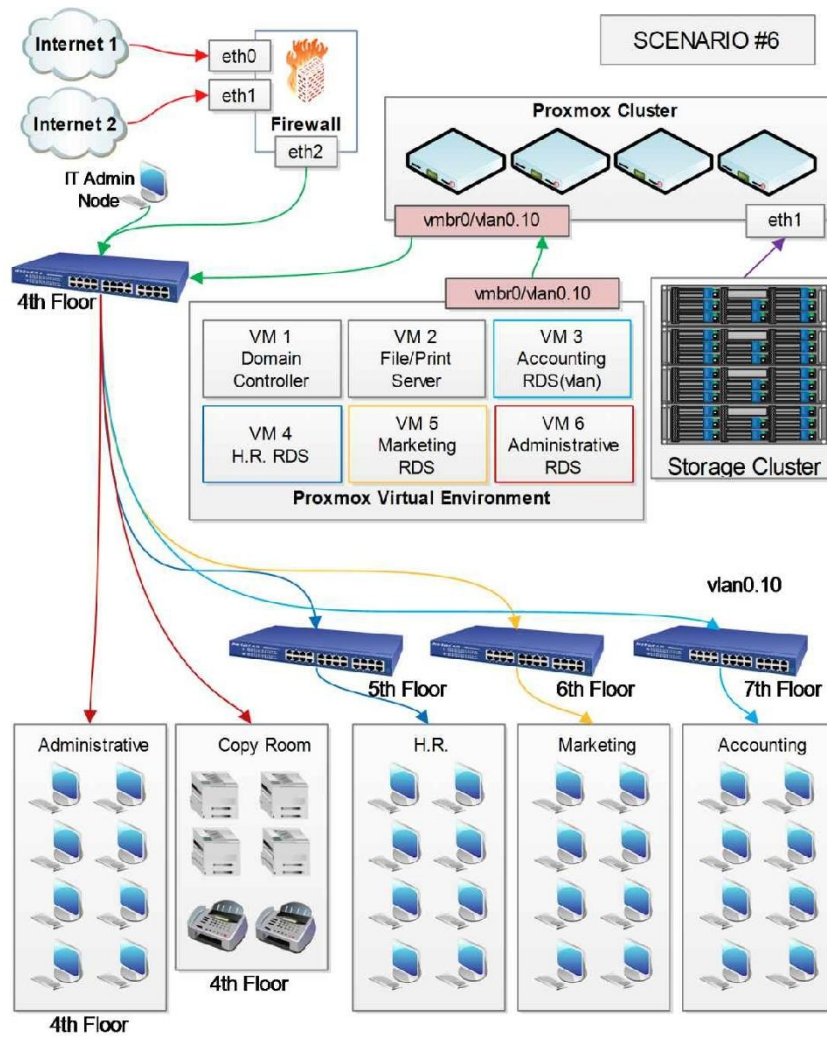 Internet 1
eth0
SCENARIO #6
eth1
Internet 2
Firewall
Proxmox Cluster
eth2
IT Admin
Node
vmbr0/vlan0.10
eth1
4th Floor
vmbr0/vlan0.10
VM 1
Domain
Controller
VM 2
File/Print
Server
VM 3
Accounting
RDS(vlan)
VM 4
H.R. RDS
VM 5
Marketing
RDS
VM 6
Administrative
RDS
Proxmox Virtual Environment
Storage Cluster
vlan0.10
5th Floor
6th Floor
7th Floor
Administrative
Copy Room
H.R.
Marketing
Accounting
4th Floor
4th Floor